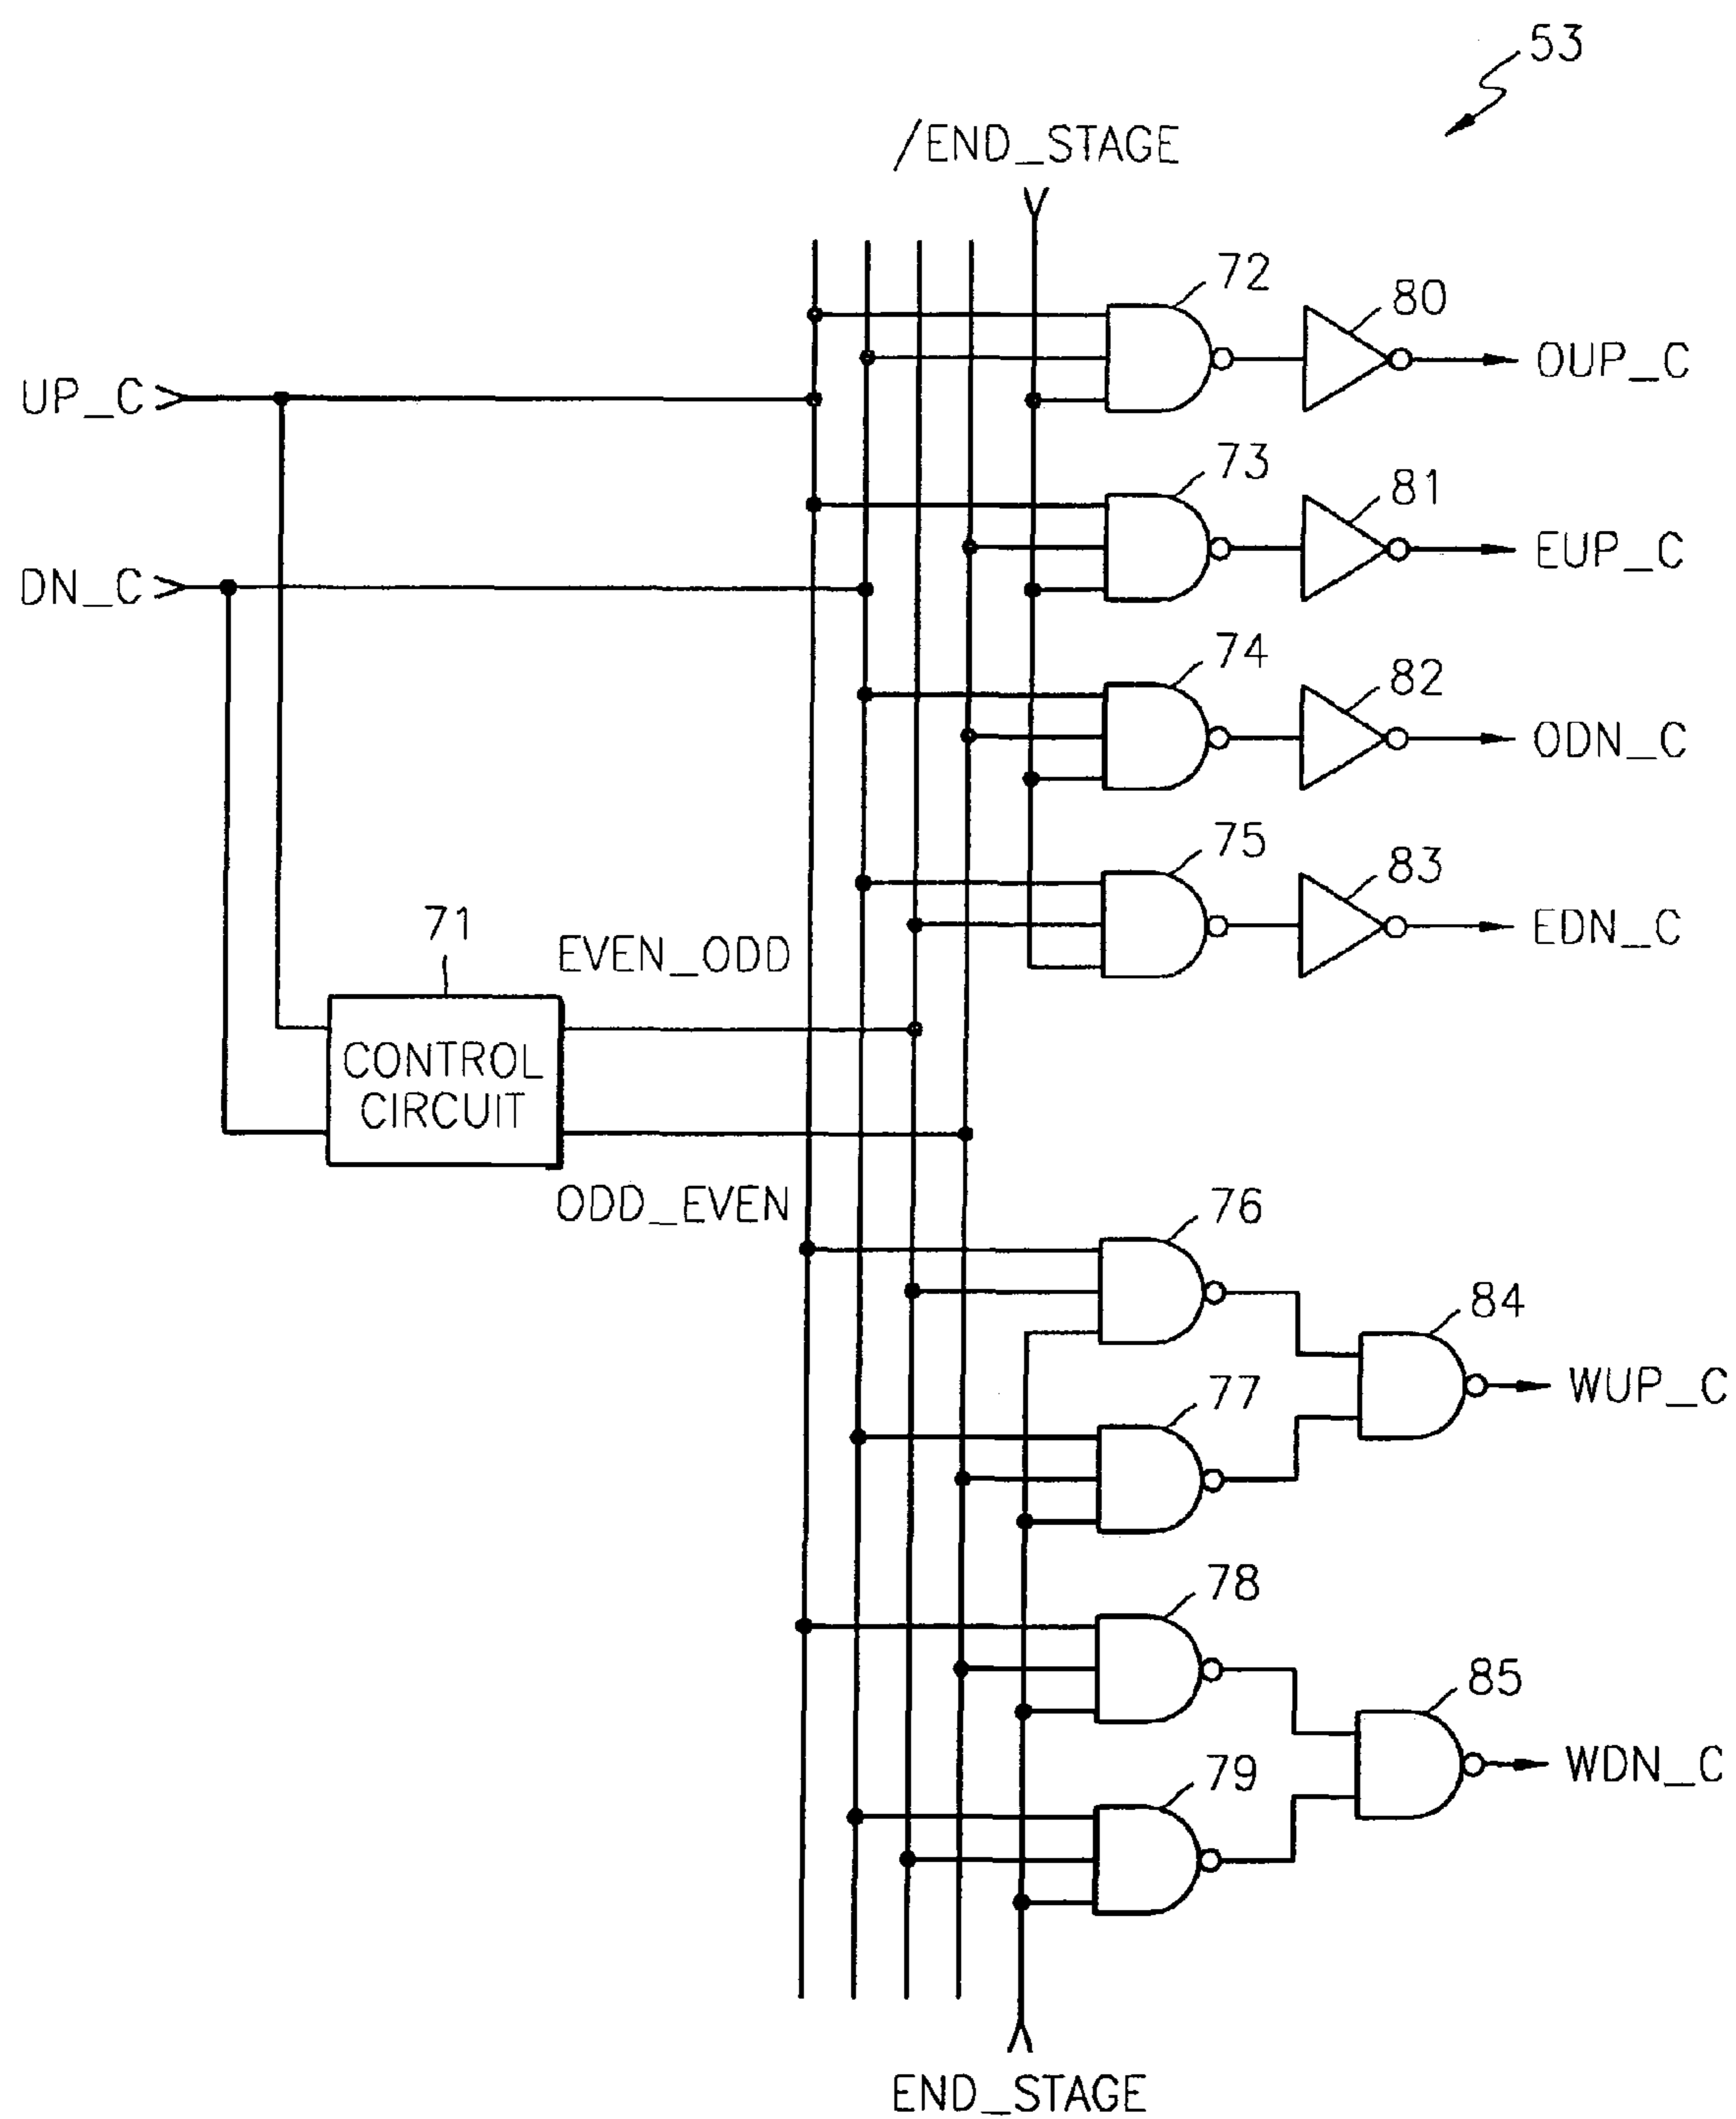 53
/END_STAGE
72
80
OUP_C
UP_C
73
81
EUP_C
DN_C
74
82
ODN_C
75
83
EDN_C
71
EVEN_ODD
CONTROL
CIRCUIT
ODD_EVEN
76
84
WUP_C
77
78
85
WDN_C
79
END_STAGE